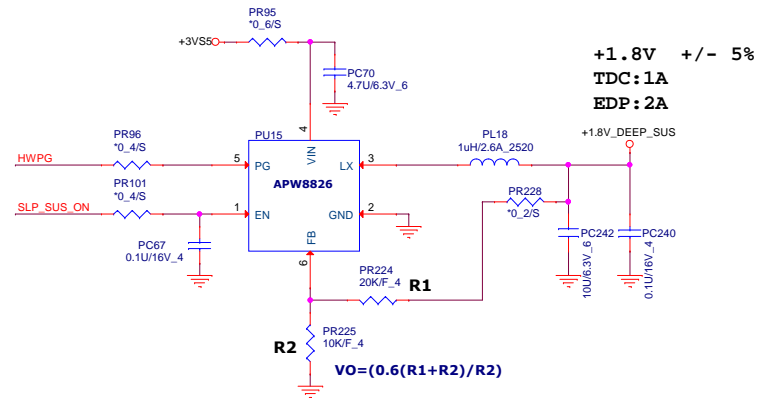 PR95
*0_6/S
+3VS5
PC70
4.7U/6.3V_6
+1.8V +/- 5%
TDC:1A
EDP:2A
+1.8V_DEEP_SUS
PU15
4
VIN
PL18
1uH/2.6A_2520
HWPG
PR96
*0_4/S
5
PG
LX
3
APW8826
PR101
*0_4/S
SLP_SUS_ON
1
EN
GND
2
PR228
*0_2/S
FB
6
PC67
0.1U/16V_4
PC242
10U/6.3V_6
PC240
0.1U/16V_4
PR224
20K/F_4
R1
PR225
10K/F_4
R2
VO=(0.6(R1+R2)/R2)